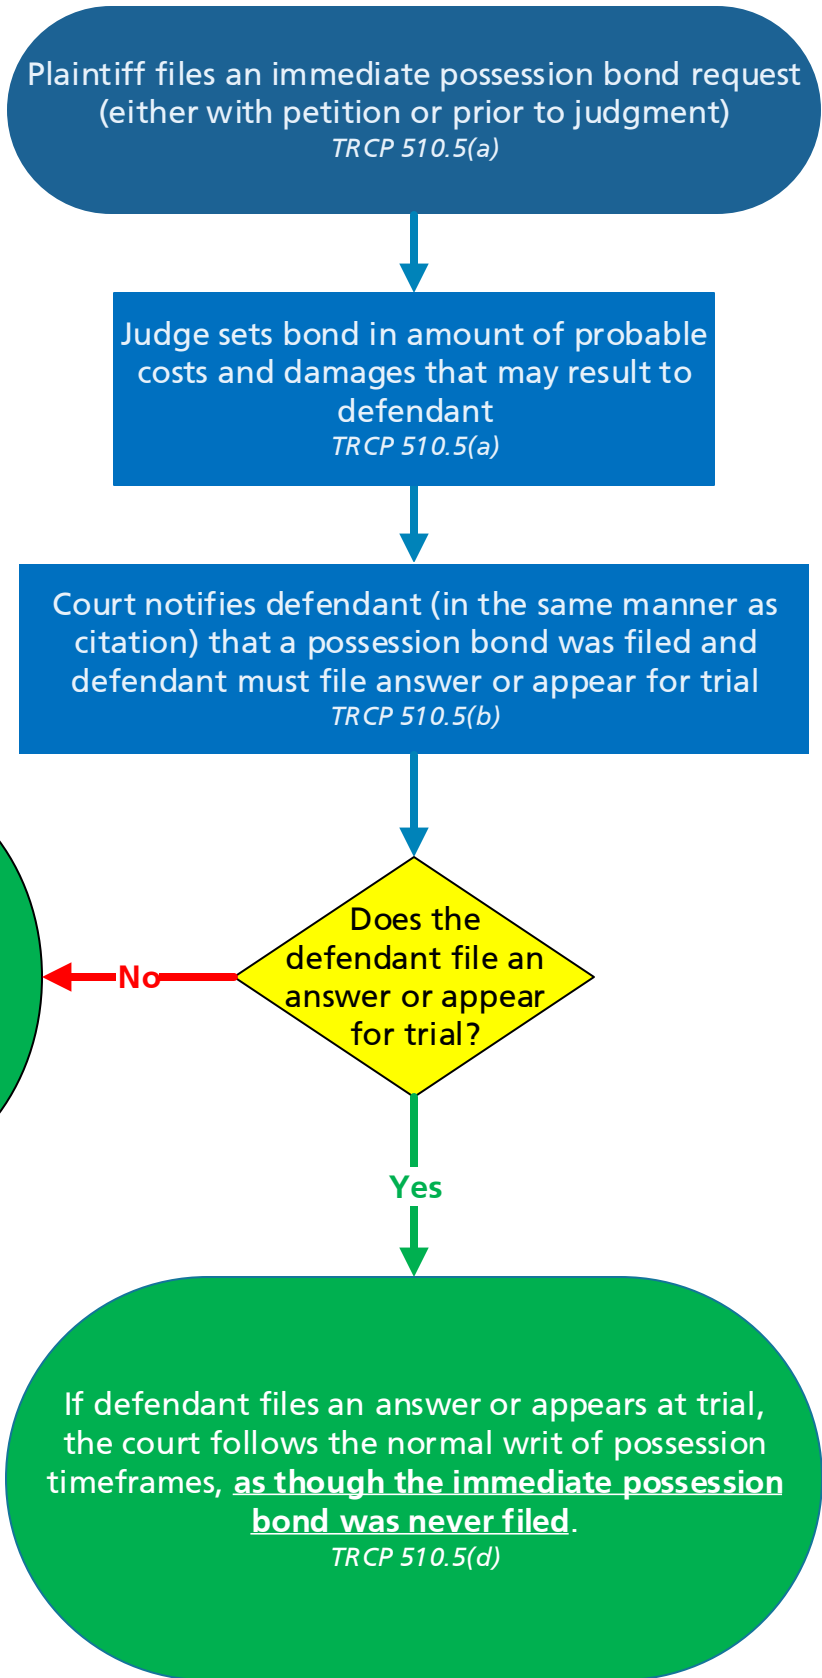 Plaintiff files an immediate possession bond request
(either with petition or prior to judgment)
TRCP 510.5(a)
Judge sets bond in amount of probable
costs and damages that may result to
defendant
TRCP 510.5(a)
Court notifies defendant (in the same manner as
citation) that a possession bond was filed and
defendant must file answer or appear for trial
TRCP 510.5(b)
Does the
defendant file an
answer or appear
for trial?
No
Yes
If defendant files an answer or appears at trial,
the court follows the normal writ of possession
timeframes, as though the immediate possession
bond was never filed.
TRCP 510.5(d)